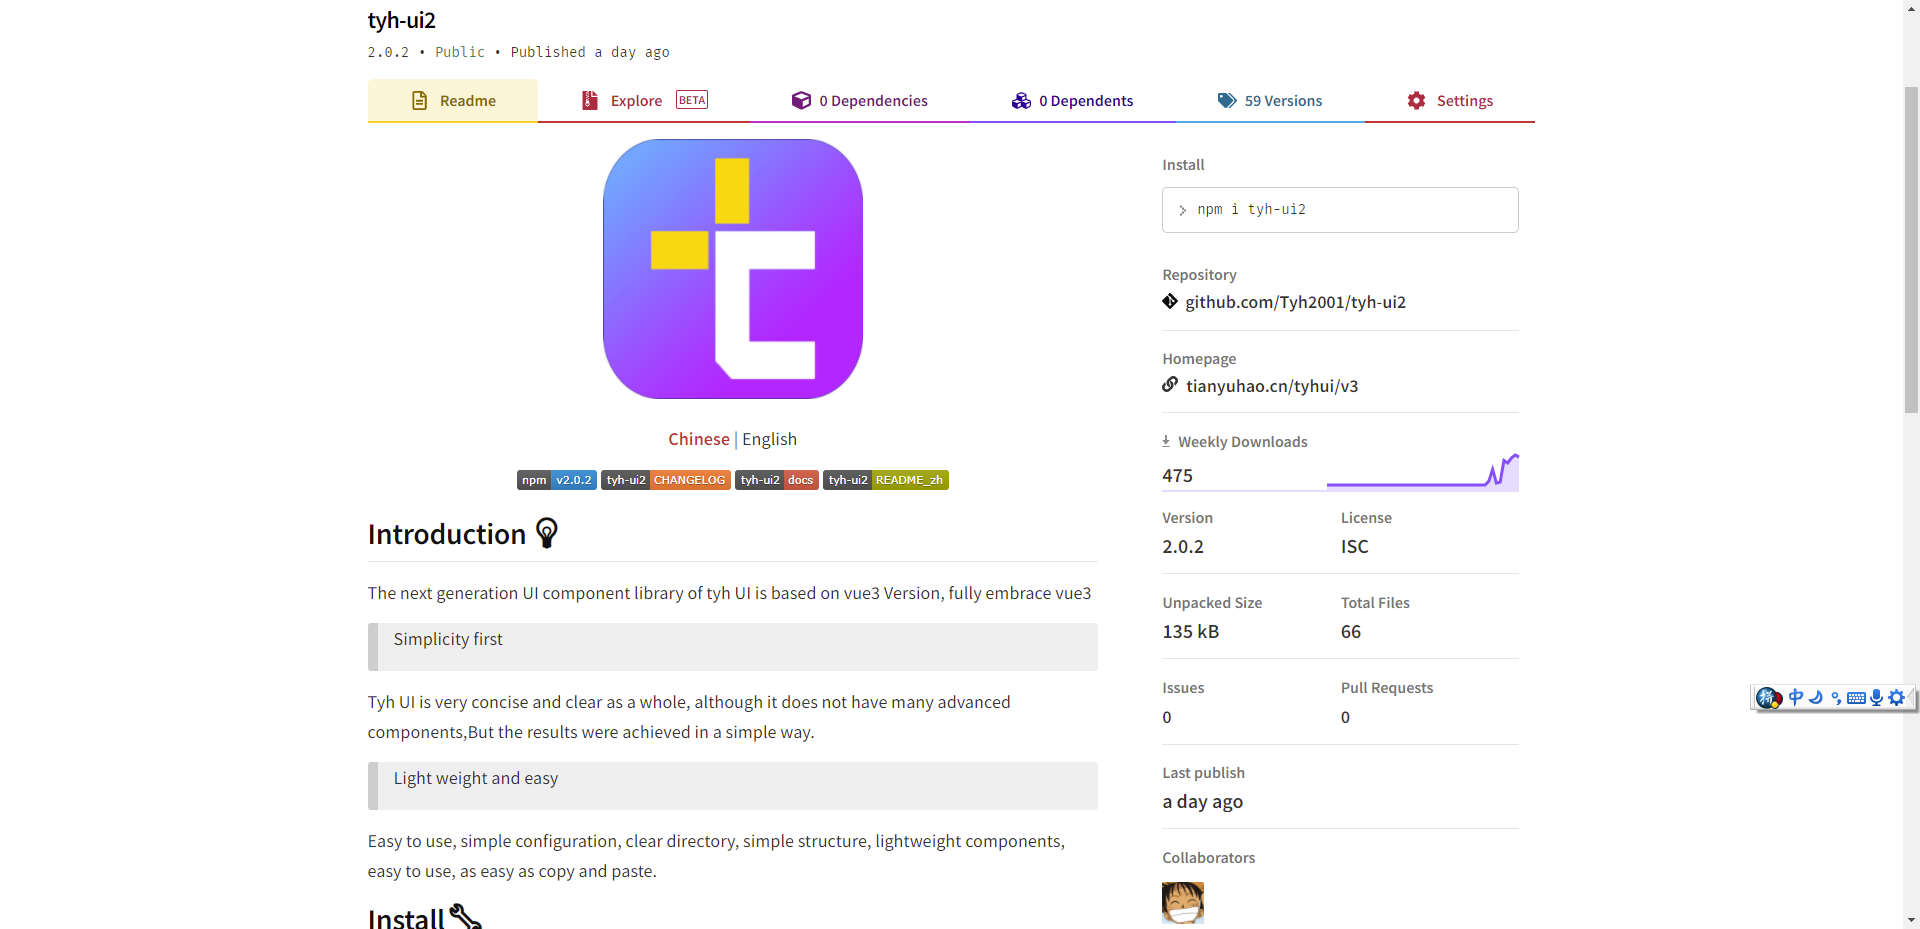 tyh-ui2
2.0.2 • Public • Published a day ago
Readme
Explore BETA
0 Dependencies
0 Dependents
59 Versions
Settings
Chinese | English
npm v2.0.2 tyh-ui2 CHANGELOG tyh-ui2 docs tyh-ui2 README_zh
Introduction
The next generation UI component library of tyh UI is based on vue3 Version, fully embrace vue3
Simplicity first
Tyh UI is very concise and clear as a whole, although it does not have many advanced
components,But the results were achieved in a simple way.
Light weight and easy
Easy to use, simple configuration, clear directory, simple structure, lightweight components,
easy to use, as easy as copy and paste.
Install
Install
> npm i tyh-ui2
Repository
github.com/Tyh2001/tyh-ui2
Homepage
tianyuhao.cn/tyhui/v3
Weekly Downloads
475
Version
2.0.2
License
ISC
Unpacked Size
135 kB
Total Files
66
Issues
0
Pull Requests
0
Last publish
a day ago
Collaborators
中